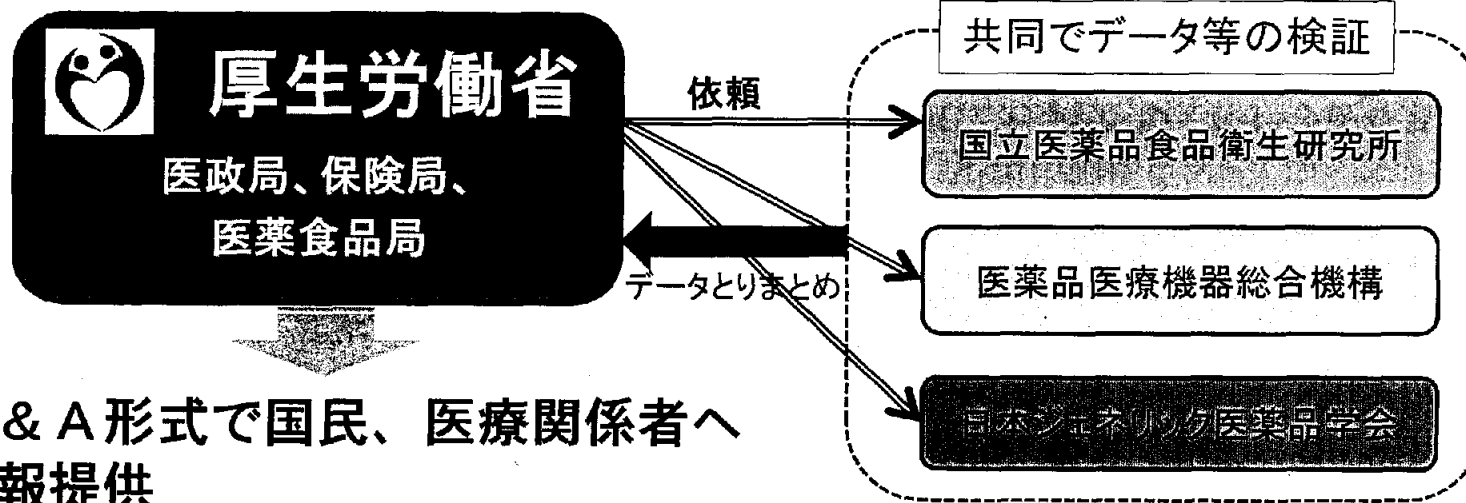 厚生労働省
医政局、保険局、
医薬食品局
依頼
データとりまとめ
共同でデータ等の検証
国立医薬品食品衛生研究所
医薬品医療機器総合機構
日本ジェネリック医薬品学会
&A形式で国民、医療関係者へ
報提供